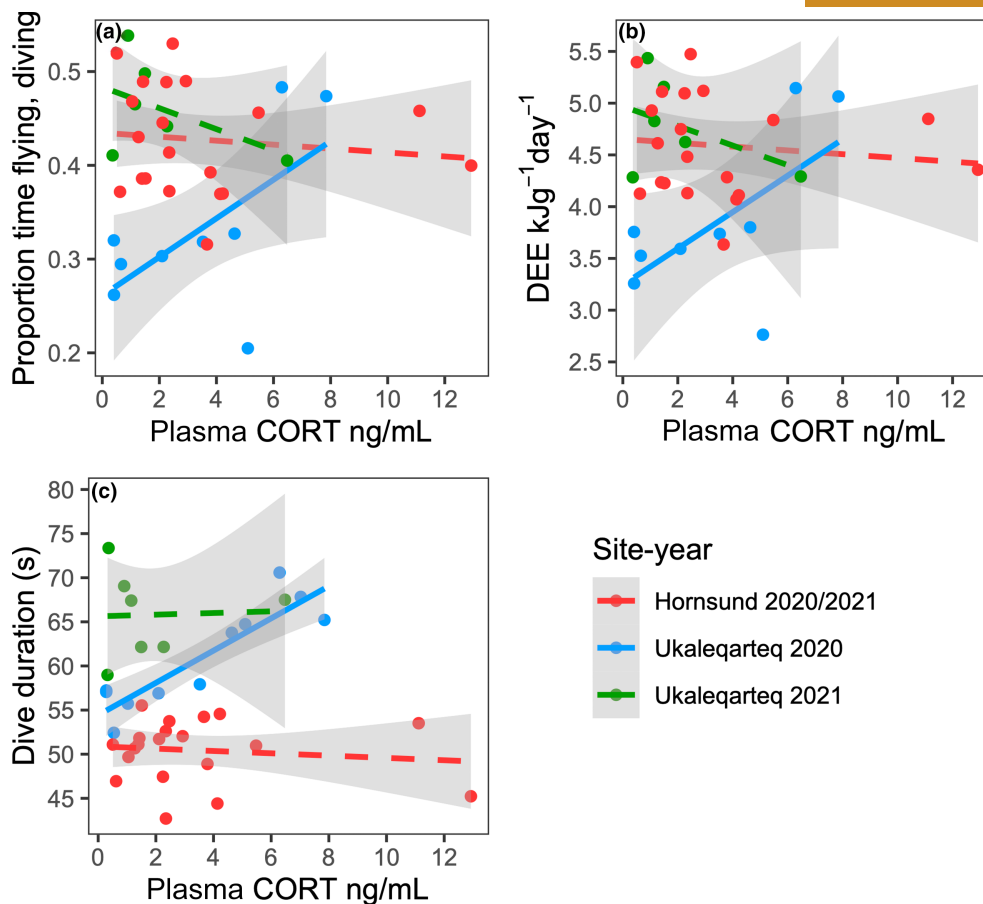 (a)
Proportion time flying, diving
0.5
0.4
0.3
0.2
0 2 4 6 8 10 12
Plasma CORT ng/mL
(b)
DEE kJg⁻¹day⁻¹
5.5
5.0
4.5
4.0
3.5
3.0
2.5
0 2 4 6 8 10 12
Plasma CORT ng/mL
(c)
Dive duration (s)
80
75
70
65
60
55
50
45
0 2 4 6 8 10 12
Plasma CORT ng/mL
Site-year
Hornsund 2020/2021
Ukaleqarteq 2020
Ukaleqarteq 2021